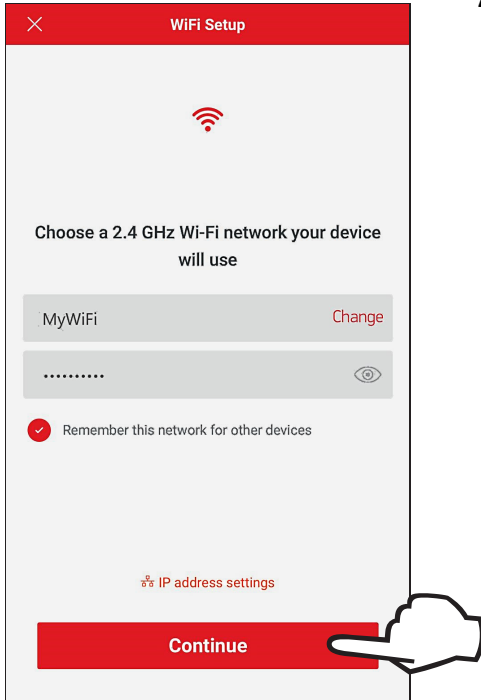 WiFi Setup
Choose a 2.4 GHz Wi-Fi network your device
will use
MyWiFi Change
••••••••••
Remember this network for other devices
IP address settings
Continue